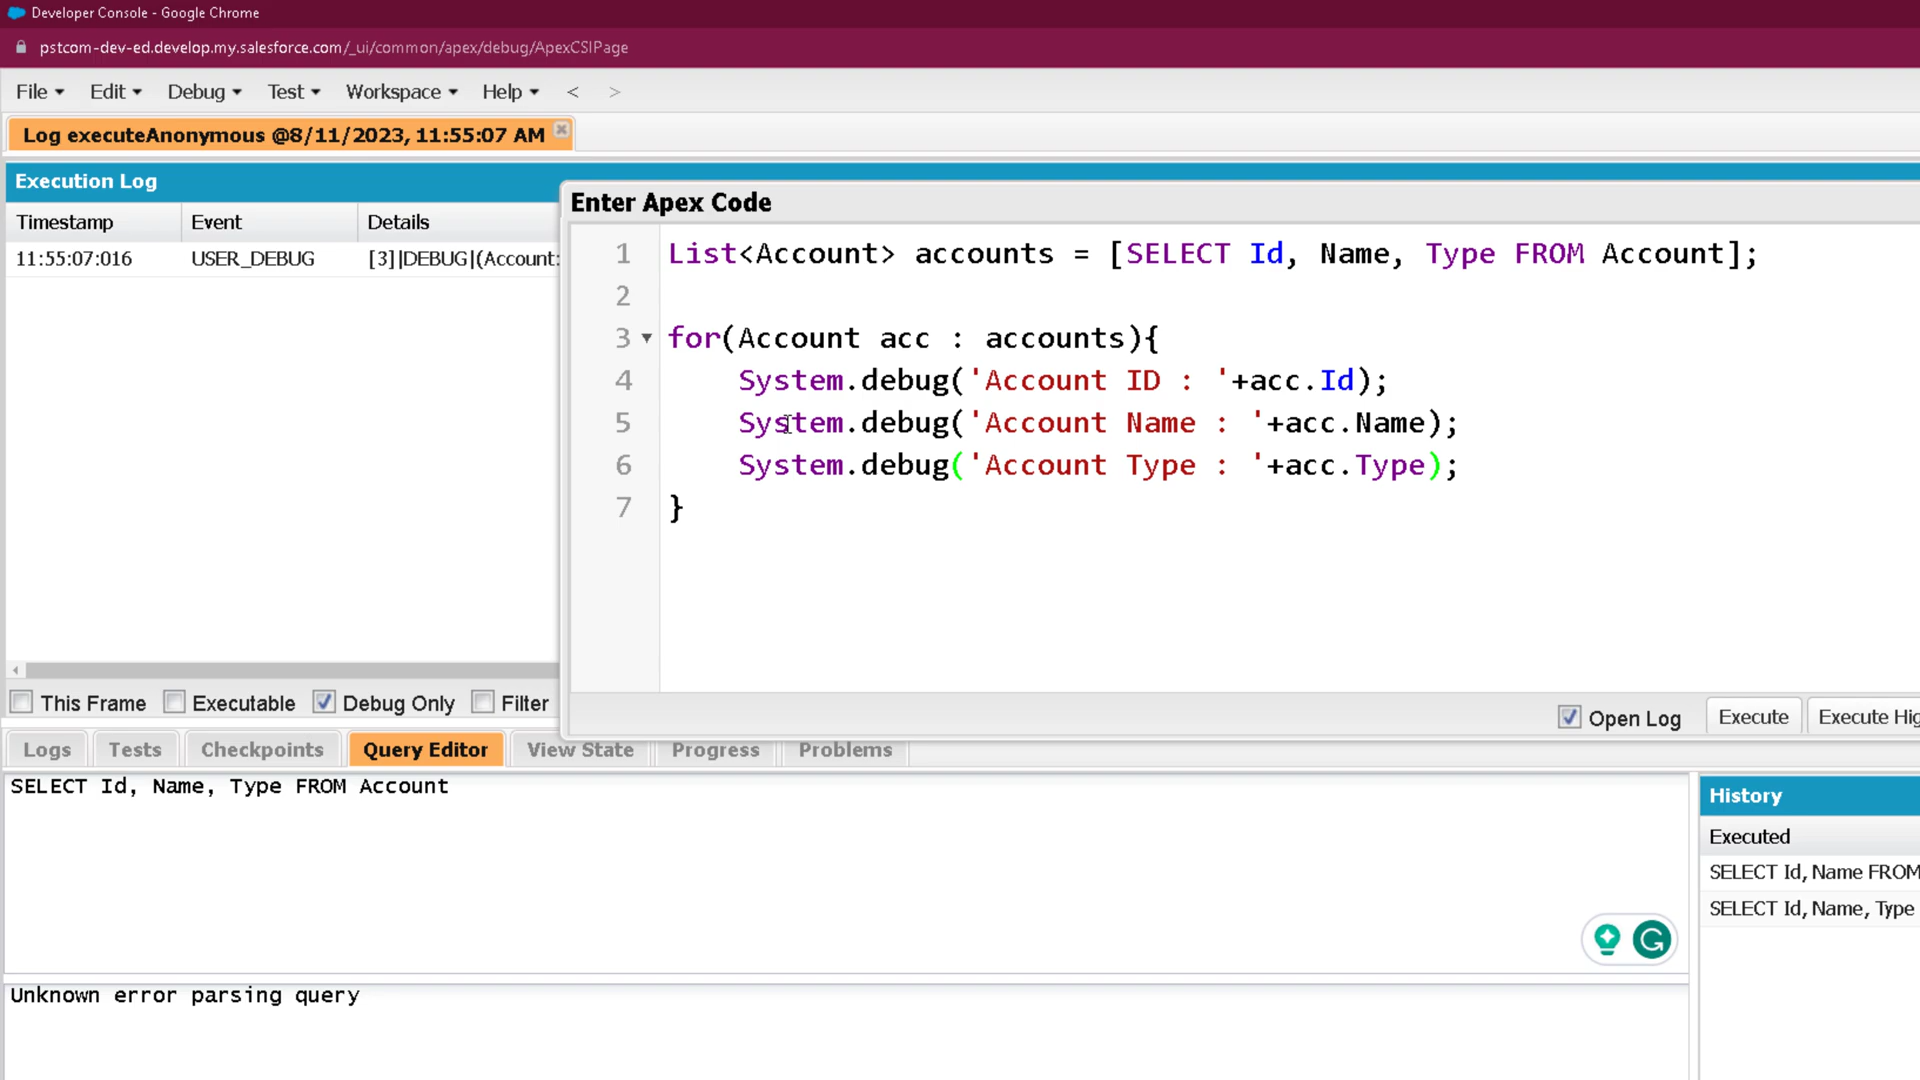 Developer Console - Google Chrome
pstcom-dev-ed.develop.my.salesforce.com/_ui/common/apex/debug/ApexCSIPage
File Edit Debug Test Workspace Help < >
Log executeAnonymous @8/11/2023, 11:55:07 AM
Execution Log
Timestamp Event Details
11:55:07:016 USER_DEBUG [3]|DEBUG|(Account:
Enter Apex Code
1 List<Account> accounts = [SELECT Id, Name, Type FROM Account];
2
3 for(Account acc : accounts){
4 System.debug('Account ID : '+acc.Id);
5 System.debug('Account Name : '+acc.Name);
6 System.debug('Account Type : '+acc.Type);
7 }
This Frame Executable Debug Only Filter
Open Log Execute Execute Hig
Logs Tests Checkpoints Query Editor View State Progress Problems
SELECT Id, Name, Type FROM Account
History
Executed
SELECT Id, Name FROM
SELECT Id, Name, Type
Unknown error parsing query